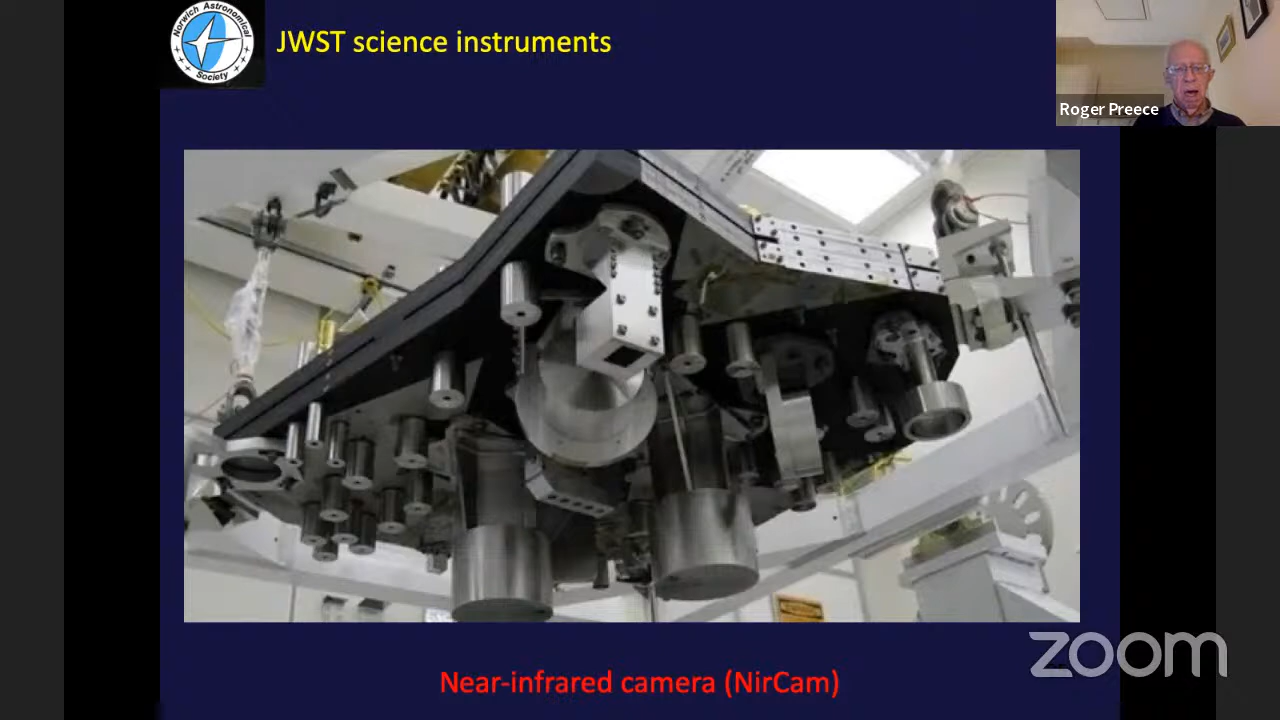 Norwich Astronomical
Society
JWST science instruments
Roger Preece
zoom
Near-infrared camera (NirCam)